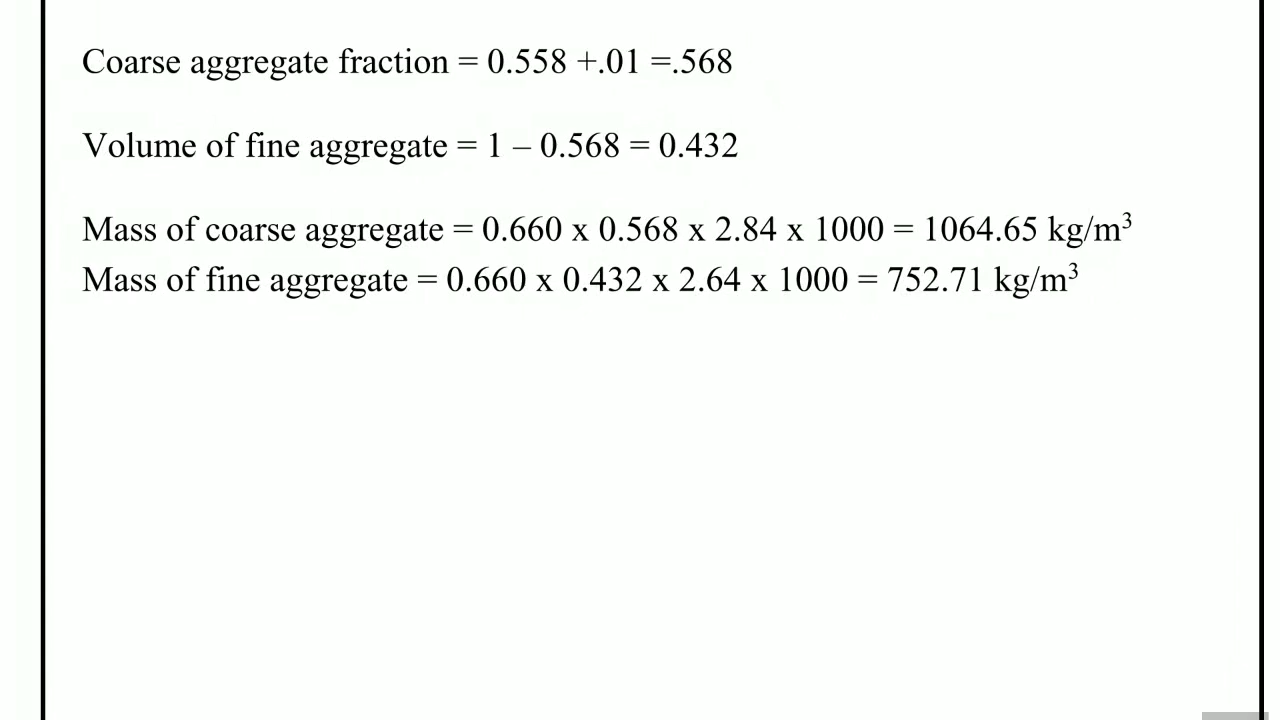 Coarse aggregate fraction = 0.558 +.01 =.568
Volume of fine aggregate = 1 – 0.568 = 0.432
Mass of coarse aggregate = 0.660 x 0.568 x 2.84 x 1000 = 1064.65 kg/m³
Mass of fine aggregate = 0.660 x 0.432 x 2.64 x 1000 = 752.71 kg/m³